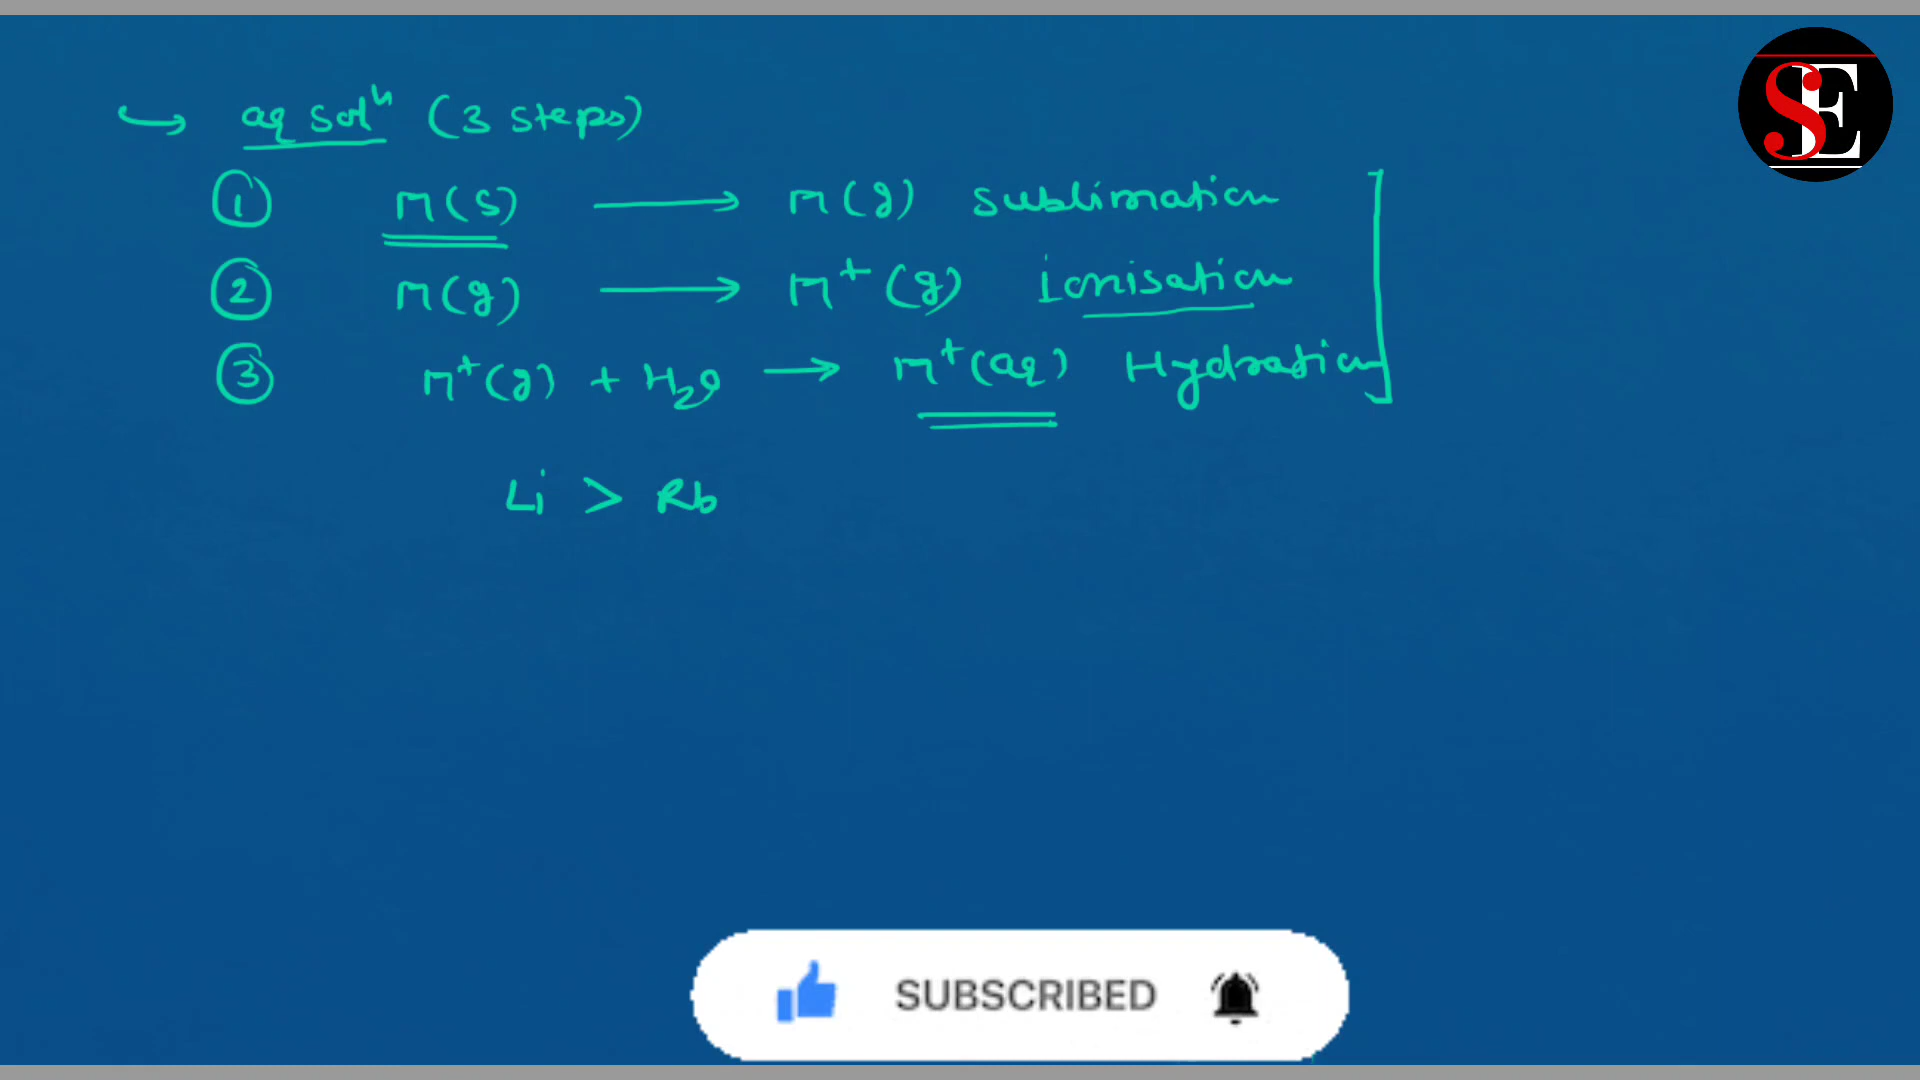 aq solⁿ (3 steps)
SE
① M(s) ⟶ M(g) Sublimation
② M(g) ⟶ M⁺(g) Ionisation
③ M⁺(g) + H₂O ⟶ M⁺(aq) Hydration
Li > Rb
SUBSCRIBED